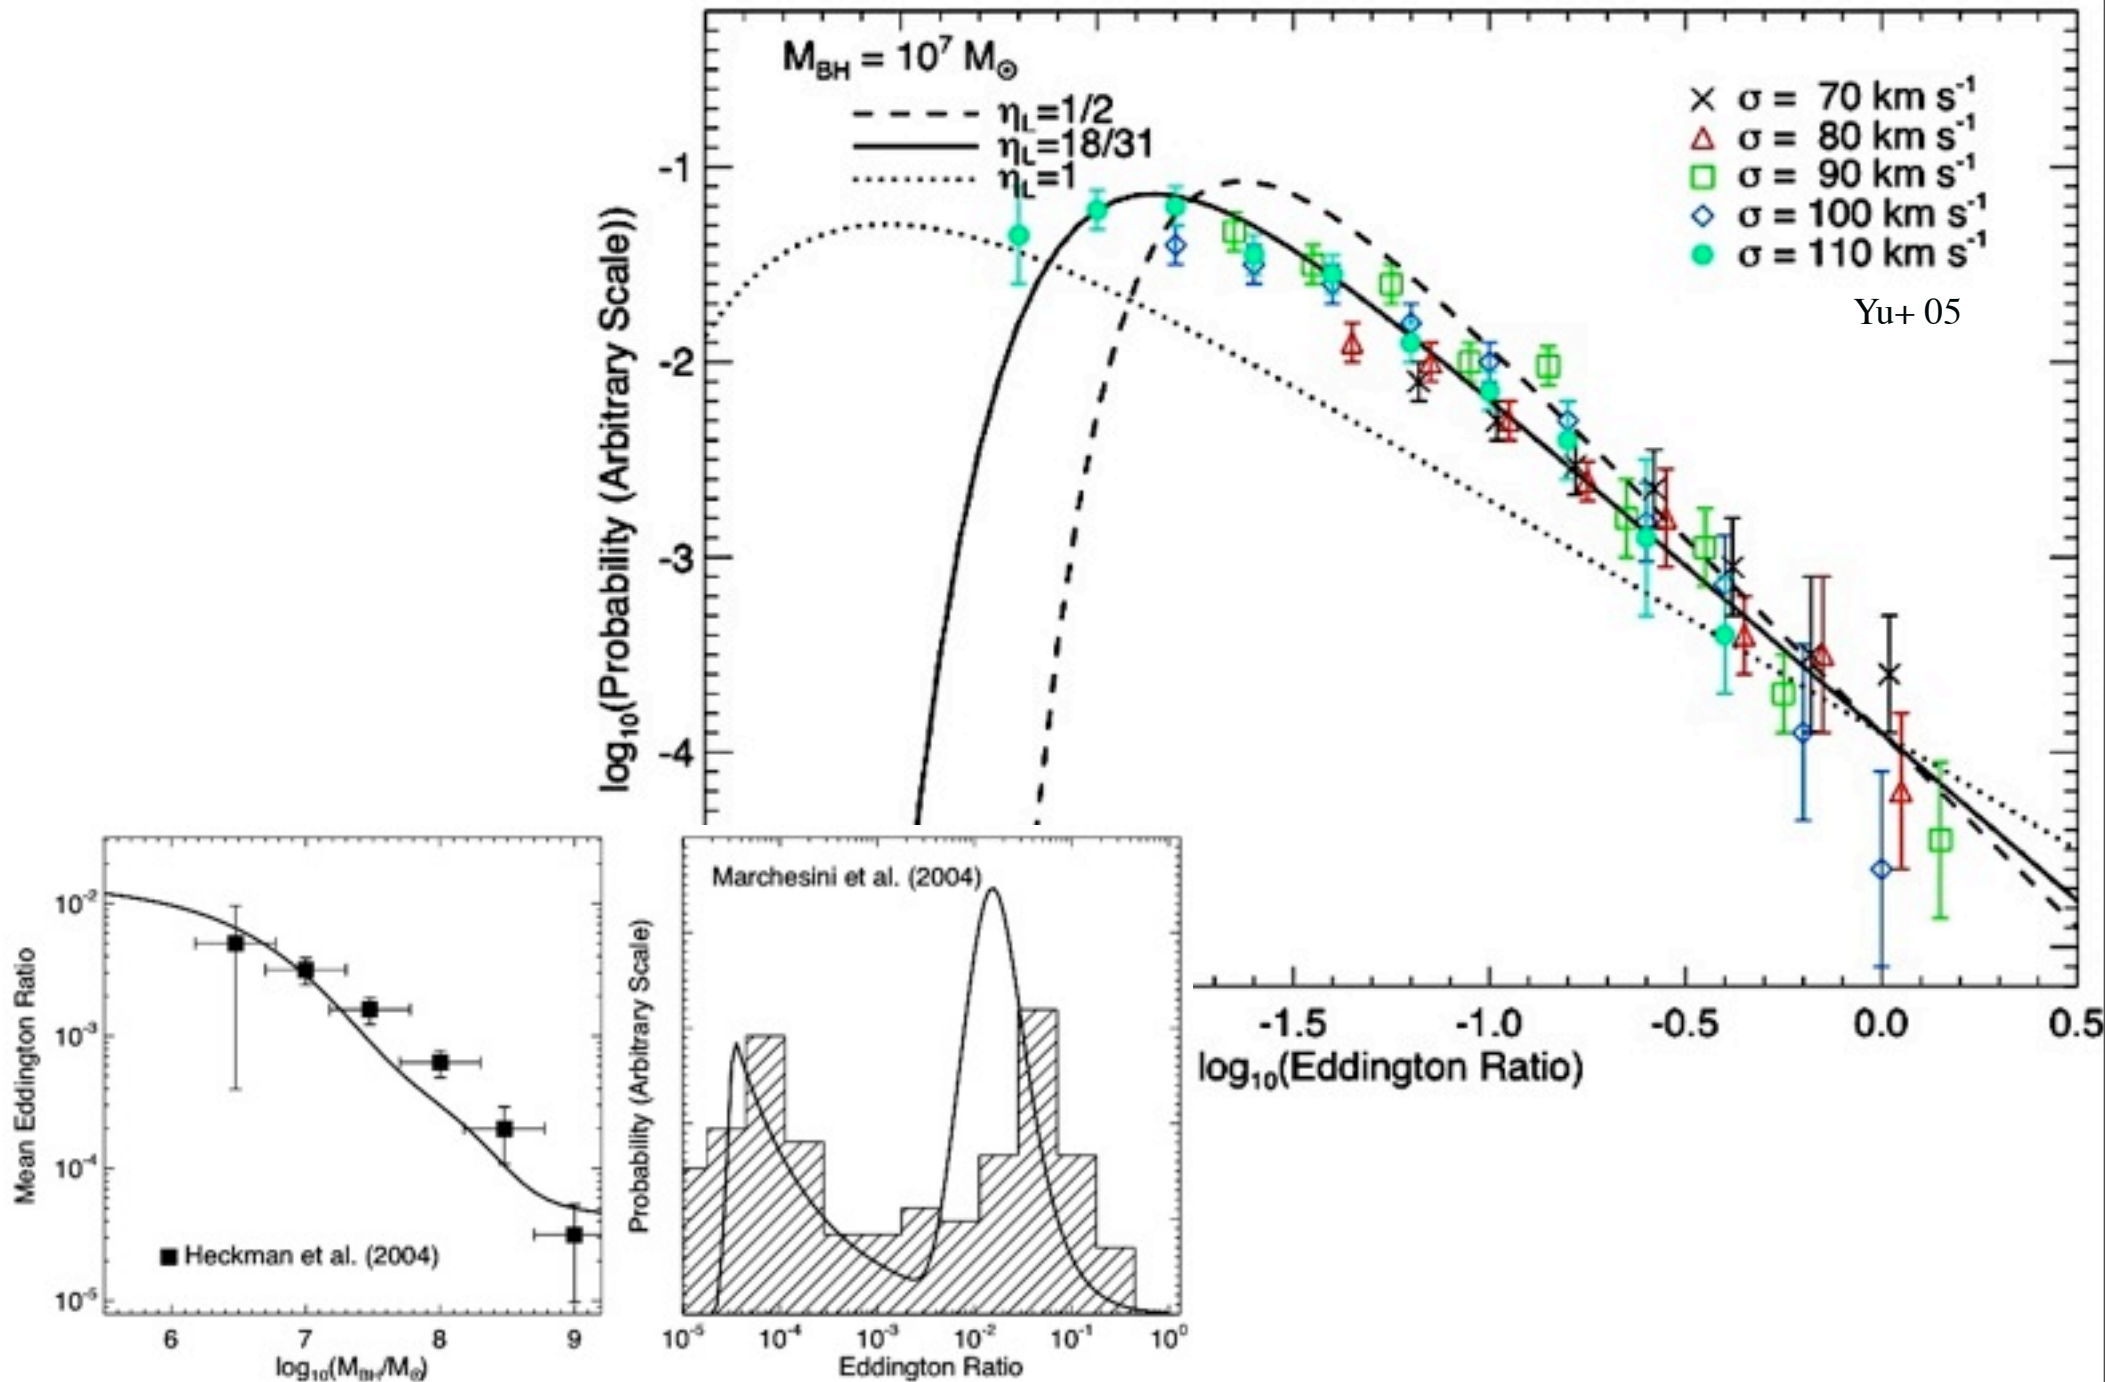 M_BH = 10^7 M_⊙
η_L=1/2
η_L=18/31
η_L=1
σ = 70 km s^-1
σ = 80 km s^-1
σ = 90 km s^-1
σ = 100 km s^-1
σ = 110 km s^-1
Yu+ 05
log_10(Probability (Arbitrary Scale))
-1
-2
-3
-4
-1.5 -1.0 -0.5 0.0 0.5
log_10(Eddington Ratio)
Mean Eddington Ratio
10^-2
10^-3
10^-4
10^-5
Heckman et al. (2004)
6 7 8 9
log_10(M_BH/M_⊙)
Probability (Arbitrary Scale)
Marchesini et al. (2004)
10^-5 10^-4 10^-3 10^-2 10^-1 10^0
Eddington Ratio